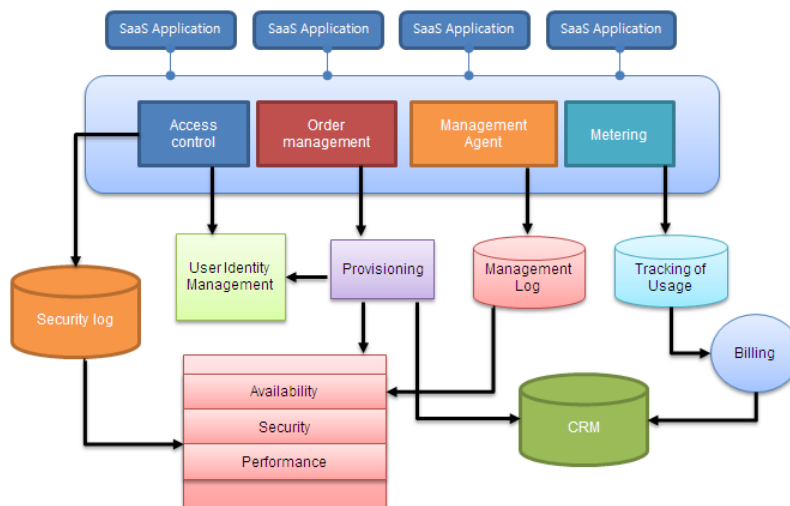 SaaS Application
SaaS Application
SaaS Application
SaaS Application
Access
control
Order
management
Management
Agent
Metering
User Identity
Management
Provisioning
Management
Log
Tracking of
Usage
Security log
Billing
Availability
Security
Performance
CRM